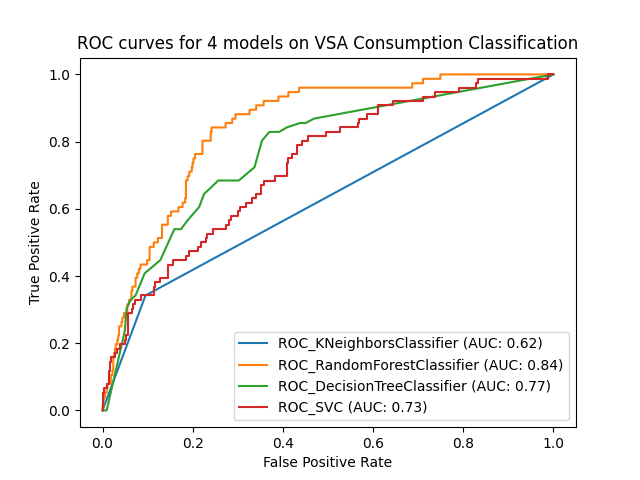 ROC curves for 4 models on VSA Consumption Classification
1.0
0.8
0.6
0.4
0.2
0.0
True Positive Rate
ROC_KNeighborsClassifier (AUC: 0.62)
ROC_RandomForestClassifier (AUC: 0.84)
ROC_DecisionTreeClassifier (AUC: 0.77)
ROC_SVC (AUC: 0.73)
0.0 0.2 0.4 0.6 0.8 1.0
False Positive Rate